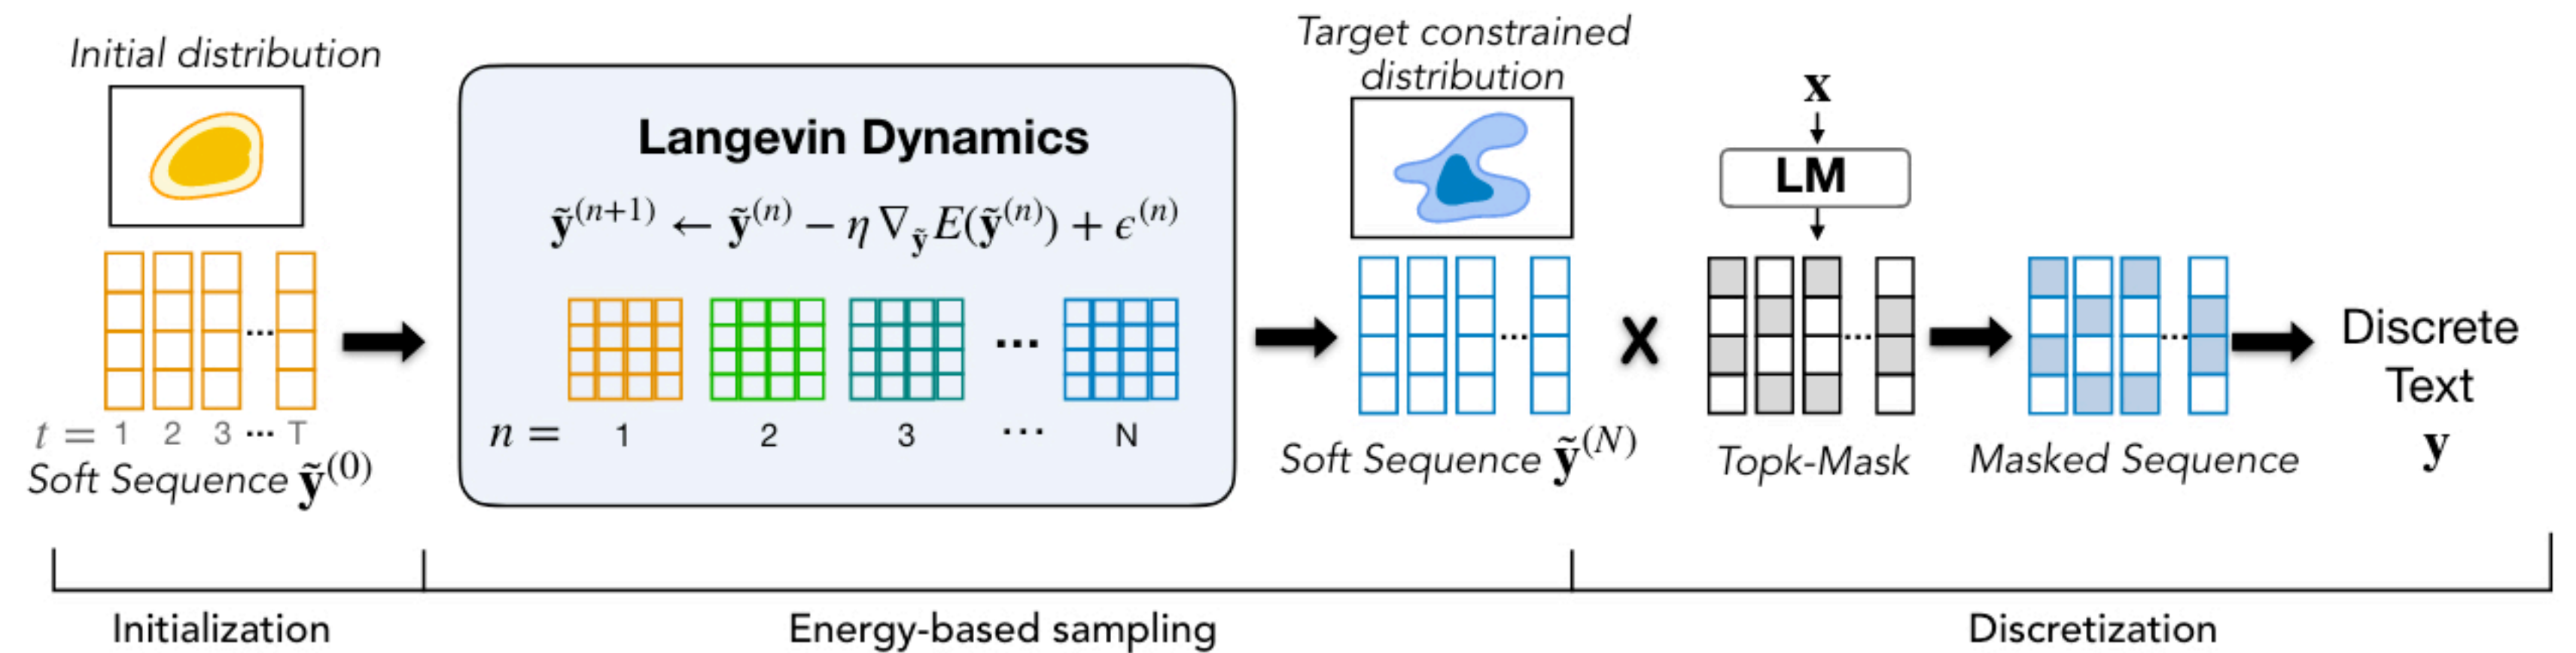 Initial distribution
t = 1 2 3 ... T
Soft Sequence ỹ⁽⁰⁾
Langevin Dynamics
ỹ⁽ⁿ⁺¹⁾ ← ỹ⁽ⁿ⁾ − η ∇_ỹ E(ỹ⁽ⁿ⁾) + ϵ⁽ⁿ⁾
...
n = 1 2 3 ... N
Target constrained
distribution
...
Soft Sequence ỹ⁽ᴺ⁾
X
x
LM
...
Topk-Mask
...
Masked Sequence
Discrete
Text
y
Initialization
Energy-based sampling
Discretization